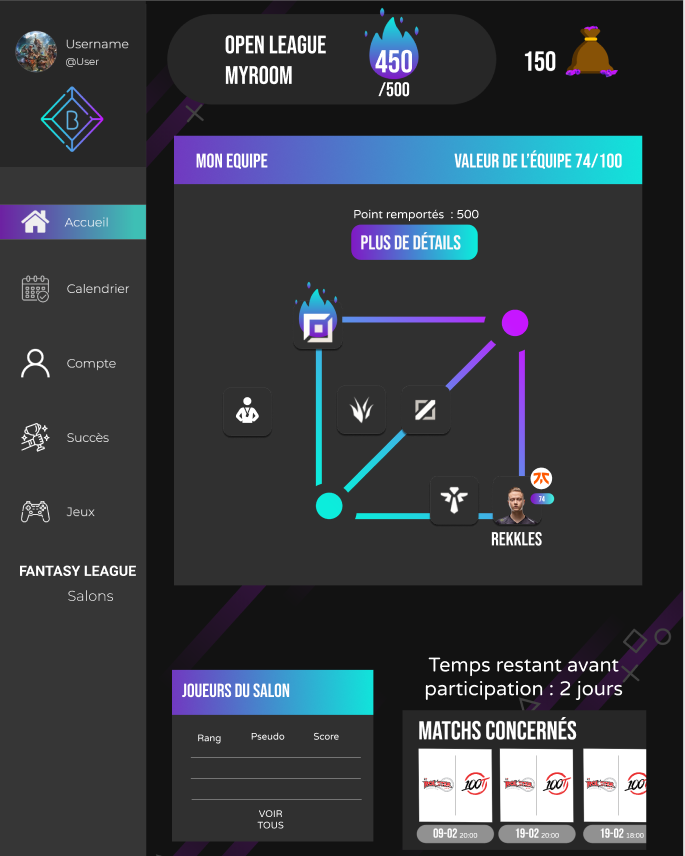 Username
@User
B
Accueil
Calendrier
Compte
Succès
Jeux
FANTASY LEAGUE
Salons
OPEN LEAGUE
MYROOM
450
/500
150
MON EQUIPE
VALEUR DE L'ÉQUIPE 74/100
Point remportés : 500
PLUS DE DÉTAILS
74
REKKLES
JOUEURS DU SALON
Rang Pseudo Score
VOIR
TOUS
Temps restant avant
participation : 2 jours
MATCHS CONCERNÉS
100T 100T 100
09-02 20:00 19-02 20:00 19-02 18:00